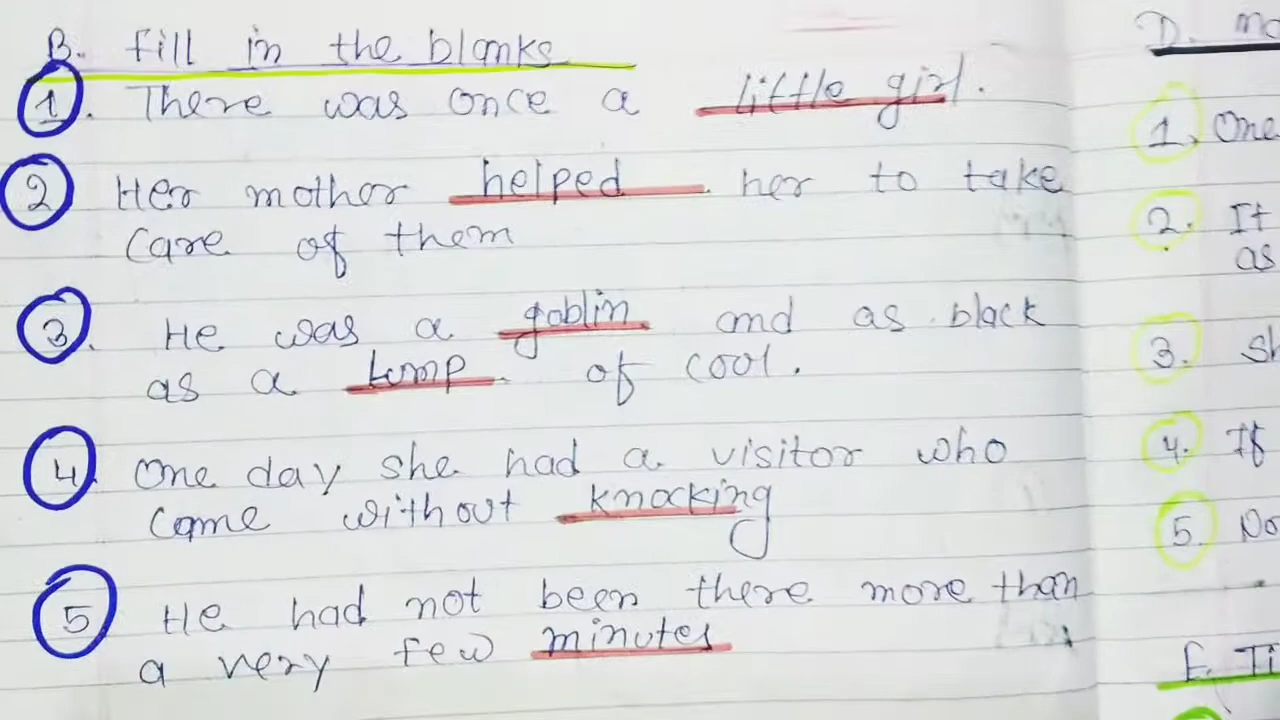 B. Fill in the blanks
1. There was once a little girl.
2 Her mother helped her to take
care of them
3. He was a goblin and as black
as a lump of cool.
4. One day she had a visitor who
came without knocking
5 He had not been there more than
a very few minutes
D.
1. One
2. It
as
3. Sh
4. If
5. No
E. Ti